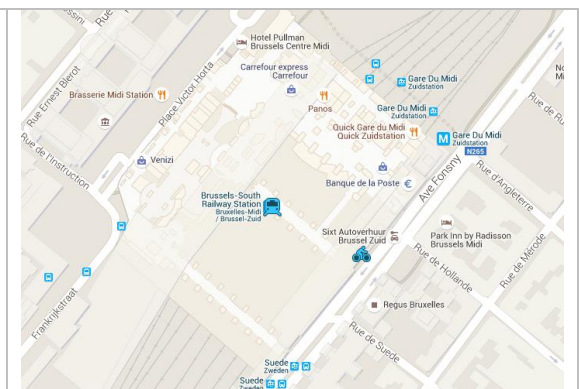 Hotel Pullman
Brussels Centre Midi
Carrefour express
Carrefour
Rue Ernest Blerot
Place Victor Horta
Brasserie Midi Station
Panos
Gare Du Midi
Zuidstation
Gare Du Midi
Zuidstation
Quick Gare du Midi
Quick Zuidstation
M
Gare Du Midi
Zuidstation
N265
Rue de l'Instruction
Venizi
Banque de la Poste €
Ave Fonsny
Rue d'Angleterre
Brussels-South
Railway Station
Bruxelles-Midi
/ Brussel-Zuid
Sixt Autoverhuur
Brussel Zuid
Park Inn by Radisson
Brussels Midi
Rue de Hollande
Rue de Mérode
Regus Bruxelles
Frankrijkstraat
Rue de Suede
Suede
Zweden
Suede
Zweden